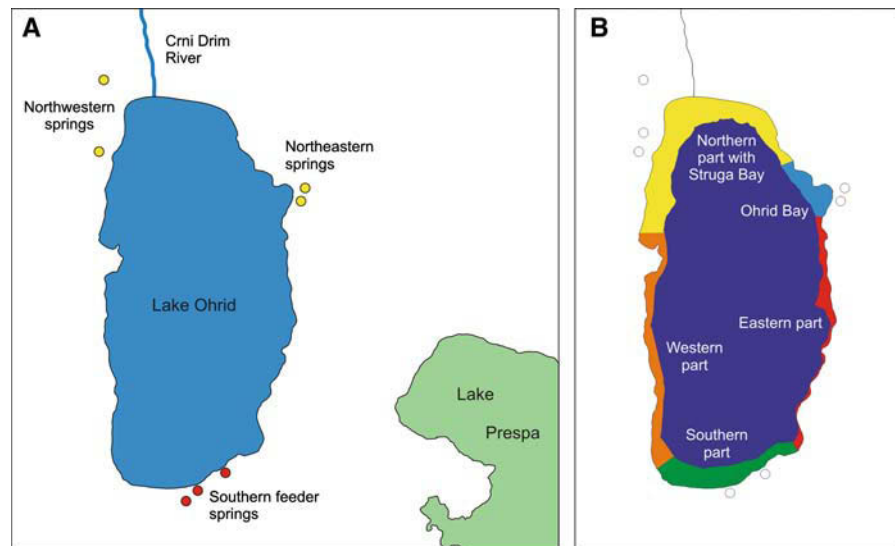 A
Crni Drim
River
Northwestern
springs
Northeastern
springs
Lake Ohrid
Lake
Prespa
Southern feeder
springs
B
Northern
part with
Struga Bay
Ohrid Bay
Eastern part
Western
part
Southern
part